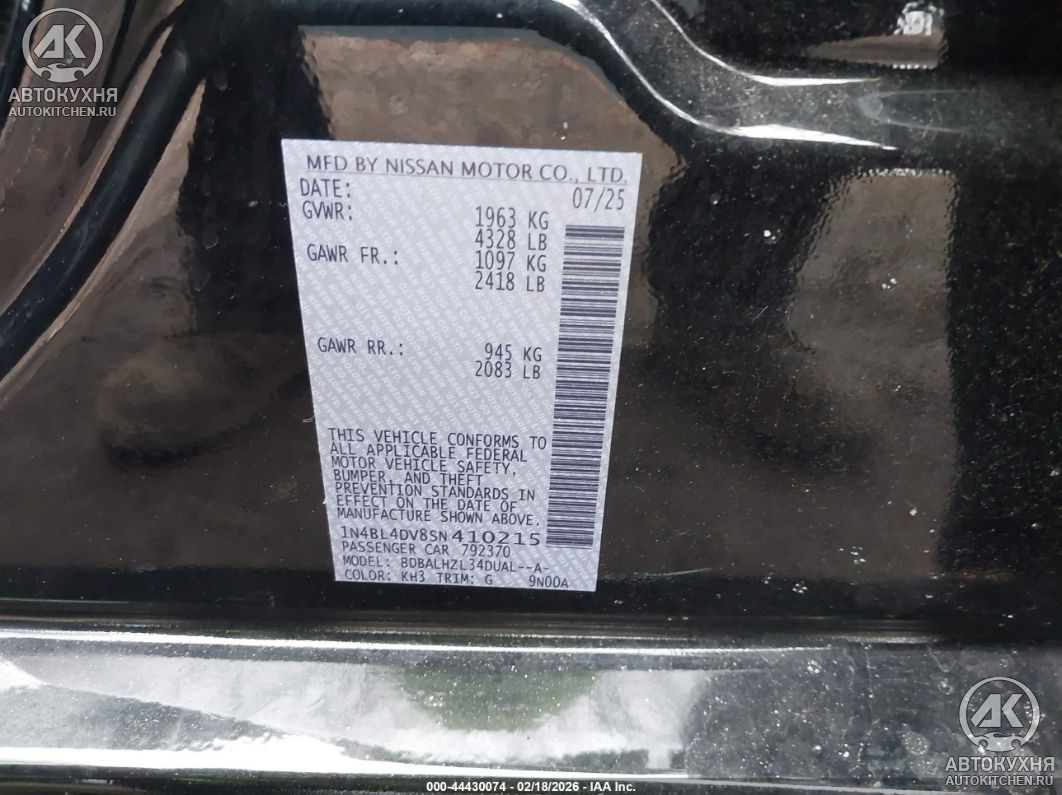 АВТОКУХНЯ
AUTOKITCHEN.RU
MFD BY NISSAN MOTOR CO., LTD.
DATE: 07/25
GVWR: 1963 KG
4328 LB
GAWR FR.: 1097 KG
2418 LB
GAWR RR.: 945 KG
2083 LB
THIS VEHICLE CONFORMS TO
ALL APPLICABLE FEDERAL
MOTOR VEHICLE SAFETY,
BUMPER, AND THEFT
PREVENTION STANDARDS IN
EFFECT ON THE DATE OF
MANUFACTURE SHOWN ABOVE.
1N4BL4DV8SN410215
PASSENGER CAR 792370
MODEL: BDBALHZL34DUAL--A-
COLOR: KH3 TRIM: G 9N00A
АВТОКУХНЯ
AUTOKITCHEN.RU
000-44430074 - 02/18/2026 - IAA Inc.